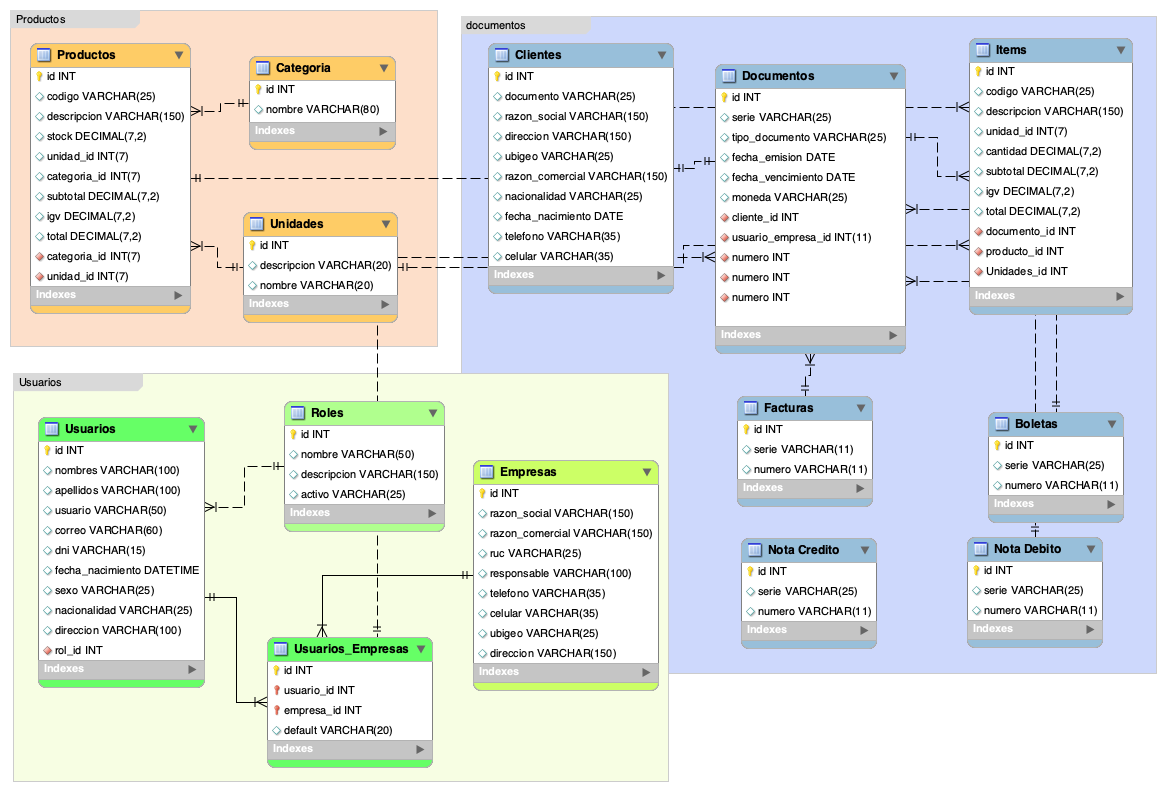 Productos
Productos
id INT
codigo VARCHAR(25)
descripcion VARCHAR(150)
stock DECIMAL(7,2)
unidad_id INT(7)
categoria_id INT(7)
subtotal DECIMAL(7,2)
igv DECIMAL(7,2)
total DECIMAL(7,2)
categoria_id INT(7)
unidad_id INT(7)
Indexes
Categoria
id INT
nombre VARCHAR(80)
Indexes
Unidades
id INT
descripcion VARCHAR(20)
nombre VARCHAR(20)
Indexes
documentos
Clientes
id INT
documento VARCHAR(25)
razon_social VARCHAR(150)
direccion VARCHAR(150)
ubigeo VARCHAR(25)
razon_comercial VARCHAR(150)
nacionalidad VARCHAR(25)
fecha_nacimiento DATE
telefono VARCHAR(35)
celular VARCHAR(35)
Indexes
Documentos
id INT
serie VARCHAR(25)
tipo_documento VARCHAR(25)
fecha_emision DATE
fecha_vencimiento DATE
moneda VARCHAR(25)
cliente_id INT
usuario_empresa_id INT(11)
numero INT
numero INT
numero INT
Indexes
Items
id INT
codigo VARCHAR(25)
descripcion VARCHAR(150)
unidad_id INT(7)
cantidad DECIMAL(7,2)
subtotal DECIMAL(7,2)
igv DECIMAL(7,2)
total DECIMAL(7,2)
documento_id INT
producto_id INT
Unidades_id INT
Indexes
Facturas
id INT
serie VARCHAR(11)
numero VARCHAR(11)
Indexes
Boletas
id INT
serie VARCHAR(25)
numero VARCHAR(11)
Indexes
Nota Credito
id INT
serie VARCHAR(25)
numero VARCHAR(11)
Indexes
Nota Debito
id INT
serie VARCHAR(25)
numero VARCHAR(11)
Indexes
Usuarios
Usuarios
id INT
nombres VARCHAR(100)
apellidos VARCHAR(100)
usuario VARCHAR(50)
correo VARCHAR(60)
dni VARCHAR(15)
fecha_nacimiento DATETIME
sexo VARCHAR(25)
nacionalidad VARCHAR(25)
direccion VARCHAR(100)
rol_id INT
Indexes
Roles
id INT
nombre VARCHAR(50)
descripcion VARCHAR(150)
activo VARCHAR(25)
Indexes
Empresas
id INT
razon_social VARCHAR(150)
razon_comercial VARCHAR(150)
ruc VARCHAR(25)
responsable VARCHAR(100)
telefono VARCHAR(35)
celular VARCHAR(35)
ubigeo VARCHAR(25)
direccion VARCHAR(150)
Indexes
Usuarios_Empresas
id INT
usuario_id INT
empresa_id INT
default VARCHAR(20)
Indexes